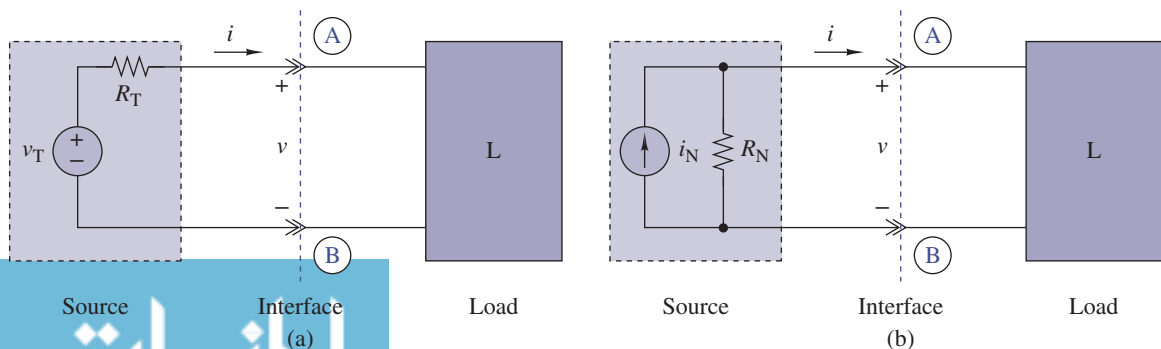 i
A
R_T
+
v_T
+
−
v
L
−
B
Source
Interface
Load
(a)
i
A
+
i_N
R_N
v
L
−
B
Source
Interface
Load
(b)